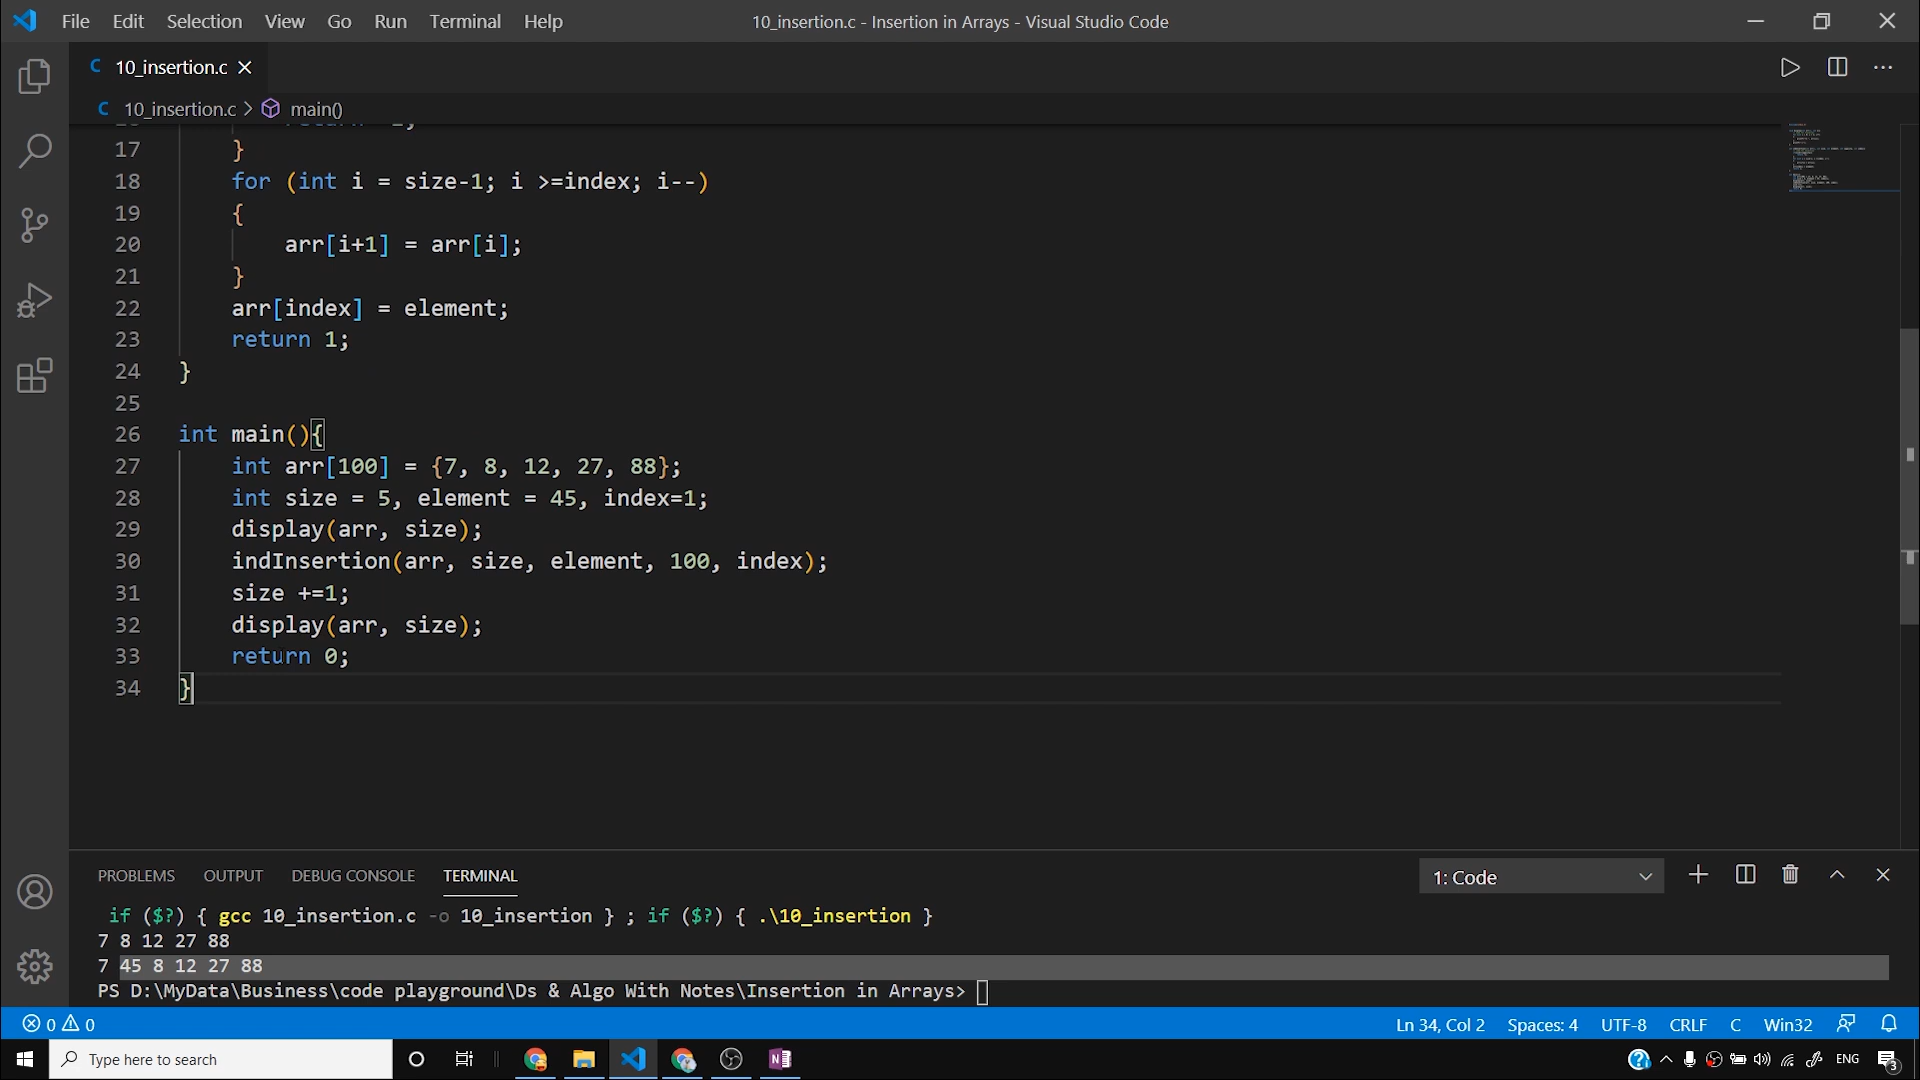 File Edit Selection View Go Run Terminal Help 10_insertion.c - Insertion in Arrays - Visual Studio Code
C 10_insertion.c
C 10_insertion.c > main()
17 }
18 for (int i = size-1; i >=index; i--)
19 {
20 arr[i+1] = arr[i];
21 }
22 arr[index] = element;
23 return 1;
24 }
25
26 int main(){
27 int arr[100] = {7, 8, 12, 27, 88};
28 int size = 5, element = 45, index=1;
29 display(arr, size);
30 indInsertion(arr, size, element, 100, index);
31 size +=1;
32 display(arr, size);
33 return 0;
34 }
PROBLEMS OUTPUT DEBUG CONSOLE TERMINAL 1: Code
if ($?) { gcc 10_insertion.c -o 10_insertion } ; if ($?) { .\10_insertion }
7 8 12 27 88
7 45 8 12 27 88
PS D:\MyData\Business\code playground\Ds & Algo With Notes\Insertion in Arrays>
0 0 Ln 34, Col 2 Spaces: 4 UTF-8 CRLF C Win32
Type here to search ENG 3